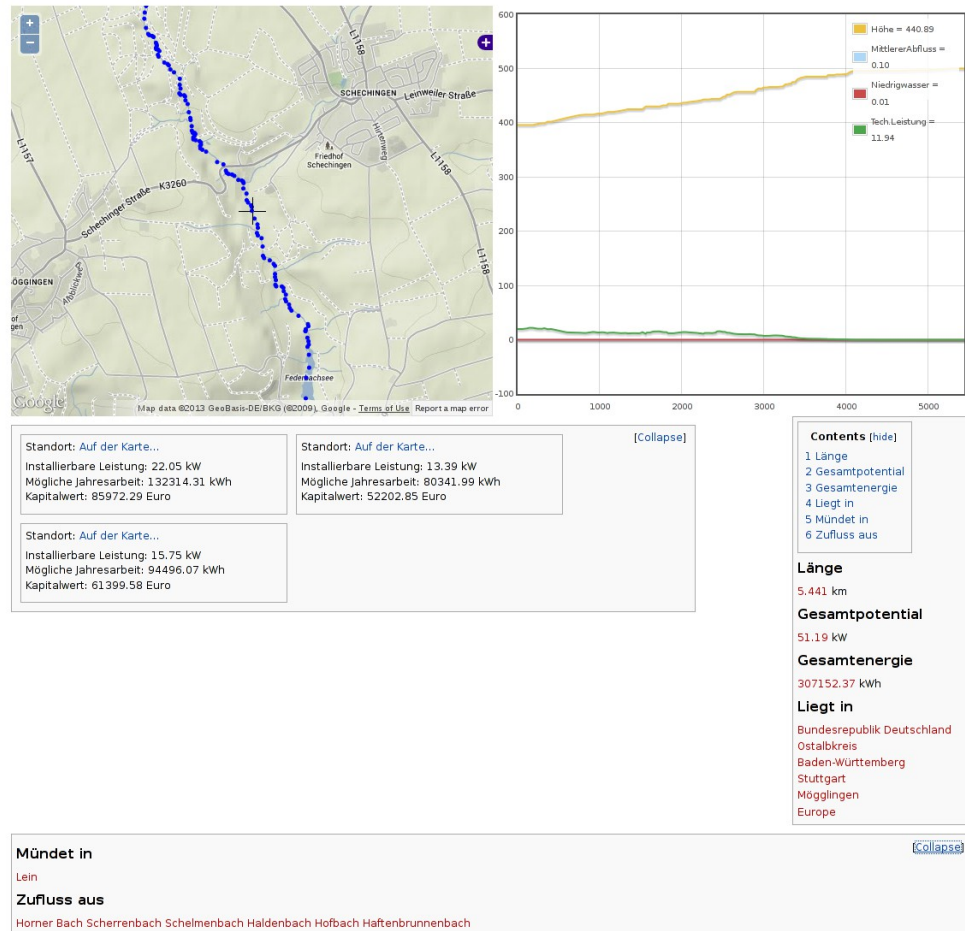 +
−
+
L1158
L1158
L1158
L1158
L1157
SCHECHINGEN
Leinweiler Straße
Hirtenweg
Friedhof
Schechingen
K3260
Schechinger Straße
ÖGGINGEN
of
gen
Federbachsee
Google
Map data ©2013 GeoBasis-DE/BKG (©2009), Google - Terms of Use Report a map error
600
500
400
300
200
100
0
-100
0 1000 2000 3000 4000 5000
Höhe = 440.89
MittlererAbfluss =
0.10
Niedrigwasser =
0.01
Tech.Leistung =
11.94
[Collapse]
Standort: Auf der Karte...
Installierbare Leistung: 22.05 kW
Mögliche Jahresarbeit: 132314.31 kWh
Kapitalwert: 85972.29 Euro
Standort: Auf der Karte...
Installierbare Leistung: 13.39 kW
Mögliche Jahresarbeit: 80341.99 kWh
Kapitalwert: 52202.85 Euro
Standort: Auf der Karte...
Installierbare Leistung: 15.75 kW
Mögliche Jahresarbeit: 94496.07 kWh
Kapitalwert: 61399.58 Euro
Contents [hide]
1 Länge
2 Gesamtpotential
3 Gesamtenergie
4 Liegt in
5 Mündet in
6 Zufluss aus
Länge
5.441 km
Gesamtpotential
51.19 kW
Gesamtenergie
307152.37 kWh
Liegt in
Bundesrepublik Deutschland
Ostalbkreis
Baden-Württemberg
Stuttgart
Mögglingen
Europe
[Collapse]
Mündet in
Lein
Zufluss aus
Horner Bach Scherrenbach Schelmenbach Haldenbach Hofbach Haftenbrunnenbach